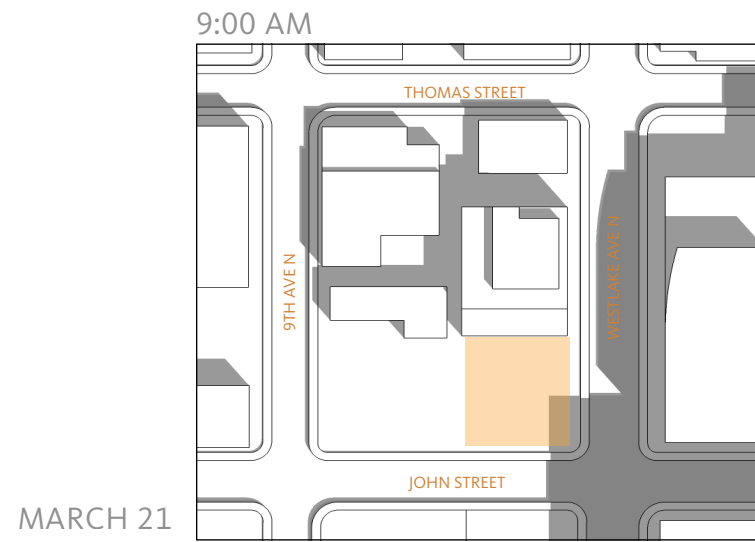 9:00 AM
THOMAS STREET
9TH AVE N
WESTLAKE AVE N
JOHN STREET
MARCH 21